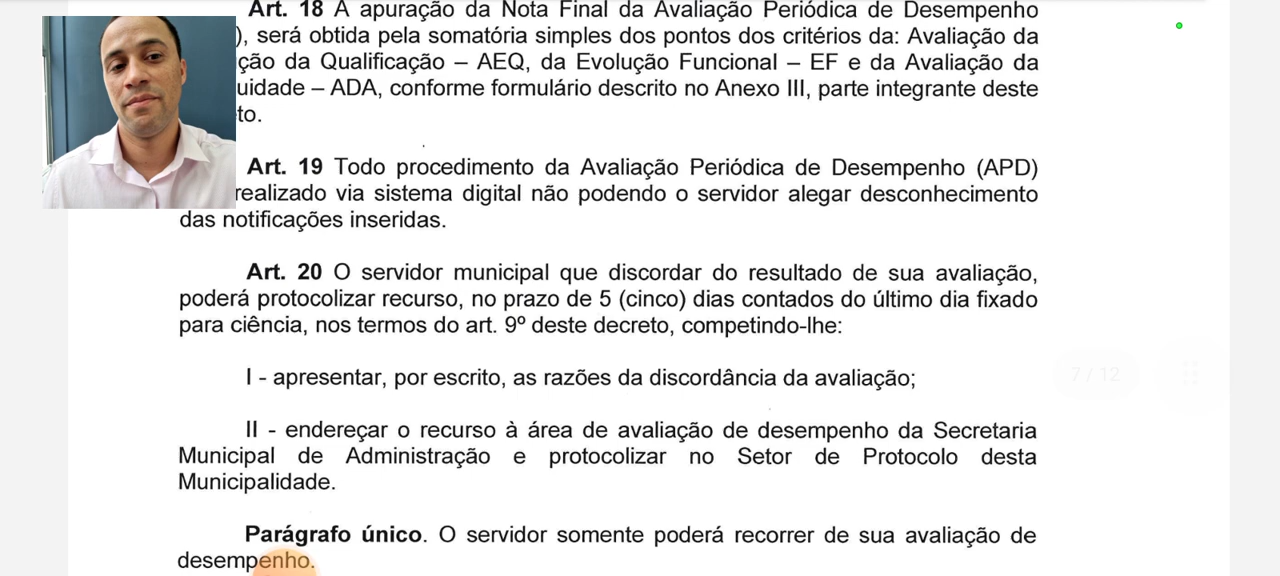 Art. 18 A apuração da Nota Final da Avaliação Periódica de Desempenho
), será obtida pela somatória simples dos pontos dos critérios da: Avaliação da
ção da Qualificação – AEQ, da Evolução Funcional – EF e da Avaliação da
uidade – ADA, conforme formulário descrito no Anexo III, parte integrante deste
to.
Art. 19 Todo procedimento da Avaliação Periódica de Desempenho (APD)
realizado via sistema digital não podendo o servidor alegar desconhecimento
das notificações inseridas.
Art. 20 O servidor municipal que discordar do resultado de sua avaliação,
poderá protocolizar recurso, no prazo de 5 (cinco) dias contados do último dia fixado
para ciência, nos termos do art. 9º deste decreto, competindo-lhe:
I - apresentar, por escrito, as razões da discordância da avaliação;
7 / 12
II - endereçar o recurso à área de avaliação de desempenho da Secretaria
Municipal de Administração e protocolizar no Setor de Protocolo desta
Municipalidade.
Parágrafo único. O servidor somente poderá recorrer de sua avaliação de
desempenho.